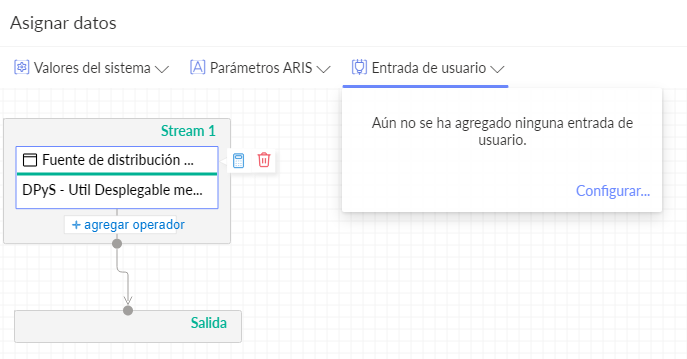 Asignar datos
Valores del sistema
Parámetros ARIS
Entrada de usuario
Aún no se ha agregado ninguna entrada de
usuario.
Configurar...
Stream 1
Fuente de distribución ...
DPyS - Util Desplegable me...
+ agregar operador
Salida